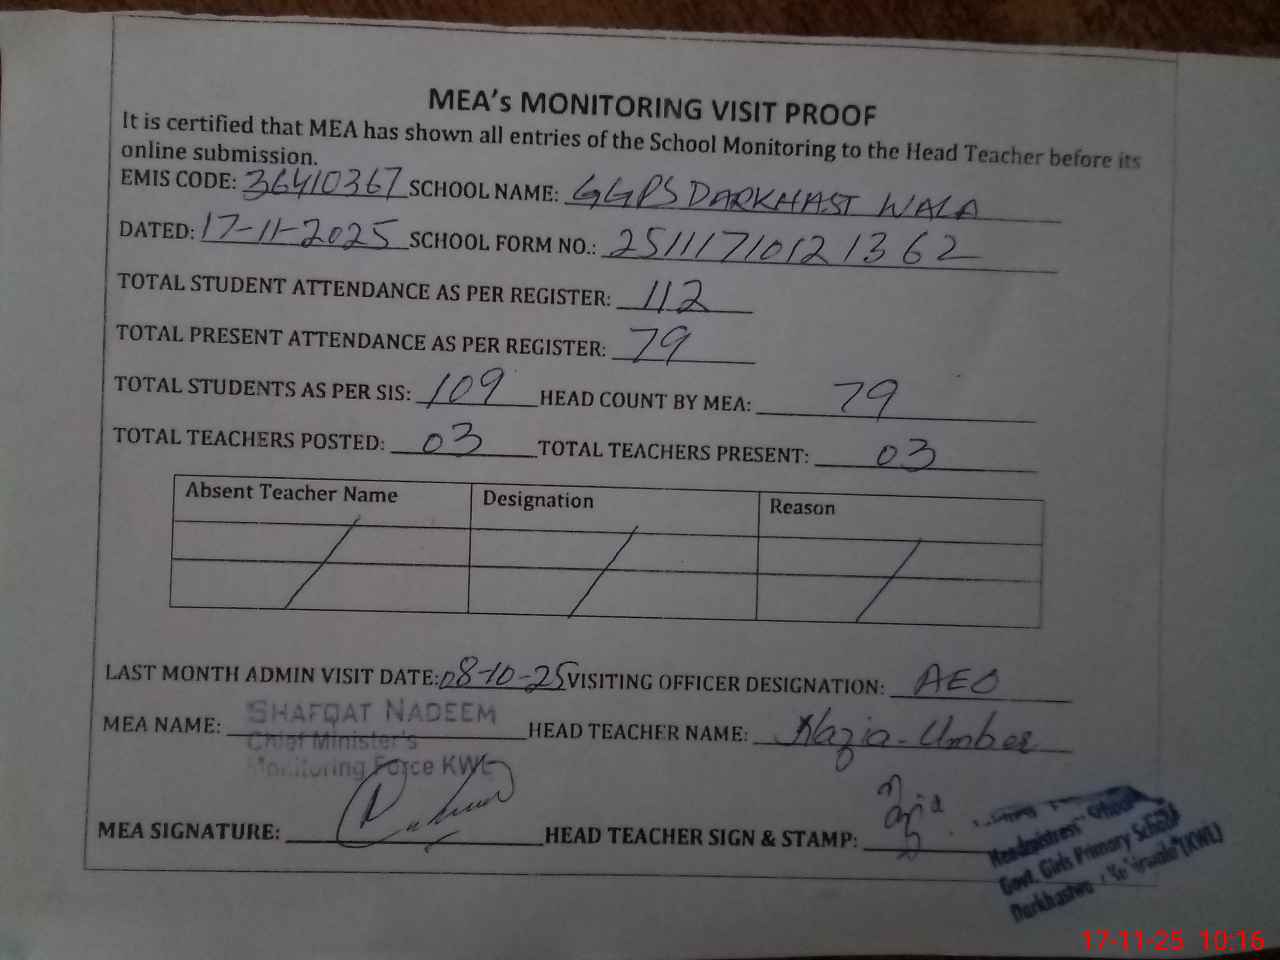 MEA's MONITORING VISIT PROOF
It is certified that MEA has shown all entries of the School Monitoring to the Head Teacher before its
online submission.
EMIS CODE: 36410367 SCHOOL NAME: GGPS DARKHAST WALA
DATED: 17-11-2025 SCHOOL FORM NO.: 25111710121362
TOTAL STUDENT ATTENDANCE AS PER REGISTER: 112
TOTAL PRESENT ATTENDANCE AS PER REGISTER: 79
TOTAL STUDENTS AS PER SIS: 109 HEAD COUNT BY MEA: 79
TOTAL TEACHERS POSTED: 03 TOTAL TEACHERS PRESENT: 03
Absent Teacher Name Designation Reason
LAST MONTH ADMIN VISIT DATE: 08-10-25 VISITING OFFICER DESIGNATION: AEO
MEA NAME: SHAFQAT NADEEM HEAD TEACHER NAME: Nazia-Umber
Chief Minister's
Monitoring Force KWL
MEA SIGNATURE: HEAD TEACHER SIGN & STAMP: Nazia
Headmistress
Govt. Girls Primary School
Darkhastwa (KWL)
17-11-25 10:16